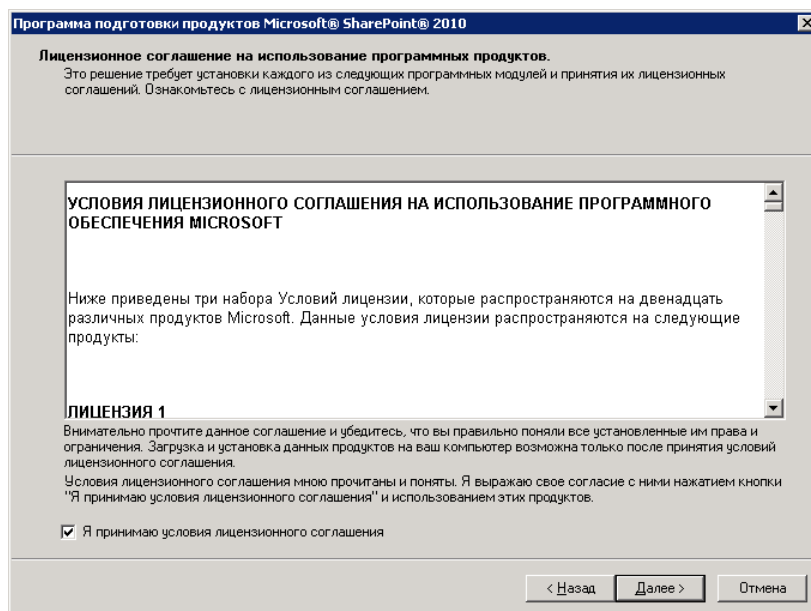 Программа подготовки продуктов Microsoft® SharePoint® 2010
Лицензионное соглашение на использование программных продуктов.
Это решение требует установки каждого из следующих программных модулей и принятия их лицензионных
соглашений. Ознакомьтесь с лицензионным соглашением.
УСЛОВИЯ ЛИЦЕНЗИОННОГО СОГЛАШЕНИЯ НА ИСПОЛЬЗОВАНИЕ ПРОГРАММНОГО
ОБЕСПЕЧЕНИЯ MICROSOFT
Ниже приведены три набора Условий лицензии, которые распространяются на двенадцать
различных продуктов Microsoft. Данные условия лицензии распространяются на следующие
продукты:
ЛИЦЕНЗИЯ 1
Внимательно прочтите данное соглашение и убедитесь, что вы правильно поняли все установленные им права и
ограничения. Загрузка и установка данных продуктов на ваш компьютер возможна только после принятия условий
лицензионного соглашения.
Условия лицензионного соглашения мною прочитаны и поняты. Я выражаю свое согласие с ними нажатием кнопки
"Я принимаю условия лицензионного соглашения" и использованием этих продуктов.
Я принимаю условия лицензионного соглашения
< Назад Далее > Отмена